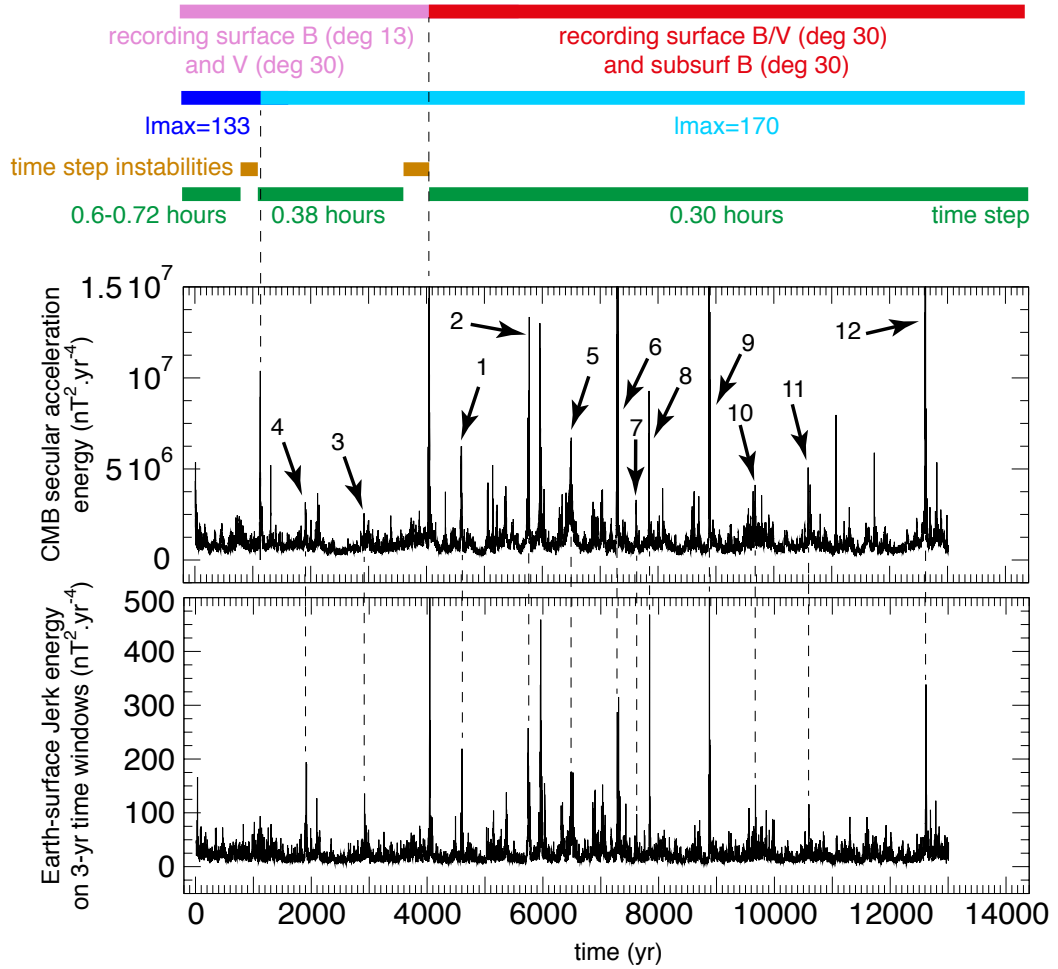 recording surface B (deg 13)
and V (deg 30)
recording surface B/V (deg 30)
and subsurf B (deg 30)
lmax=133
lmax=170
time step instabilities
0.6-0.72 hours
0.38 hours
0.30 hours
time step
CMB secular acceleration
energy (nT².yr⁻⁴)
1.5 10⁷
10⁷
5 10⁶
0
4
3
1
2
5
6
7
8
9
10
11
12
Earth-surface Jerk energy
on 3-yr time windows (nT².yr⁻⁴)
500
400
300
200
100
0
0 2000 4000 6000 8000 10000 12000 14000
time (yr)